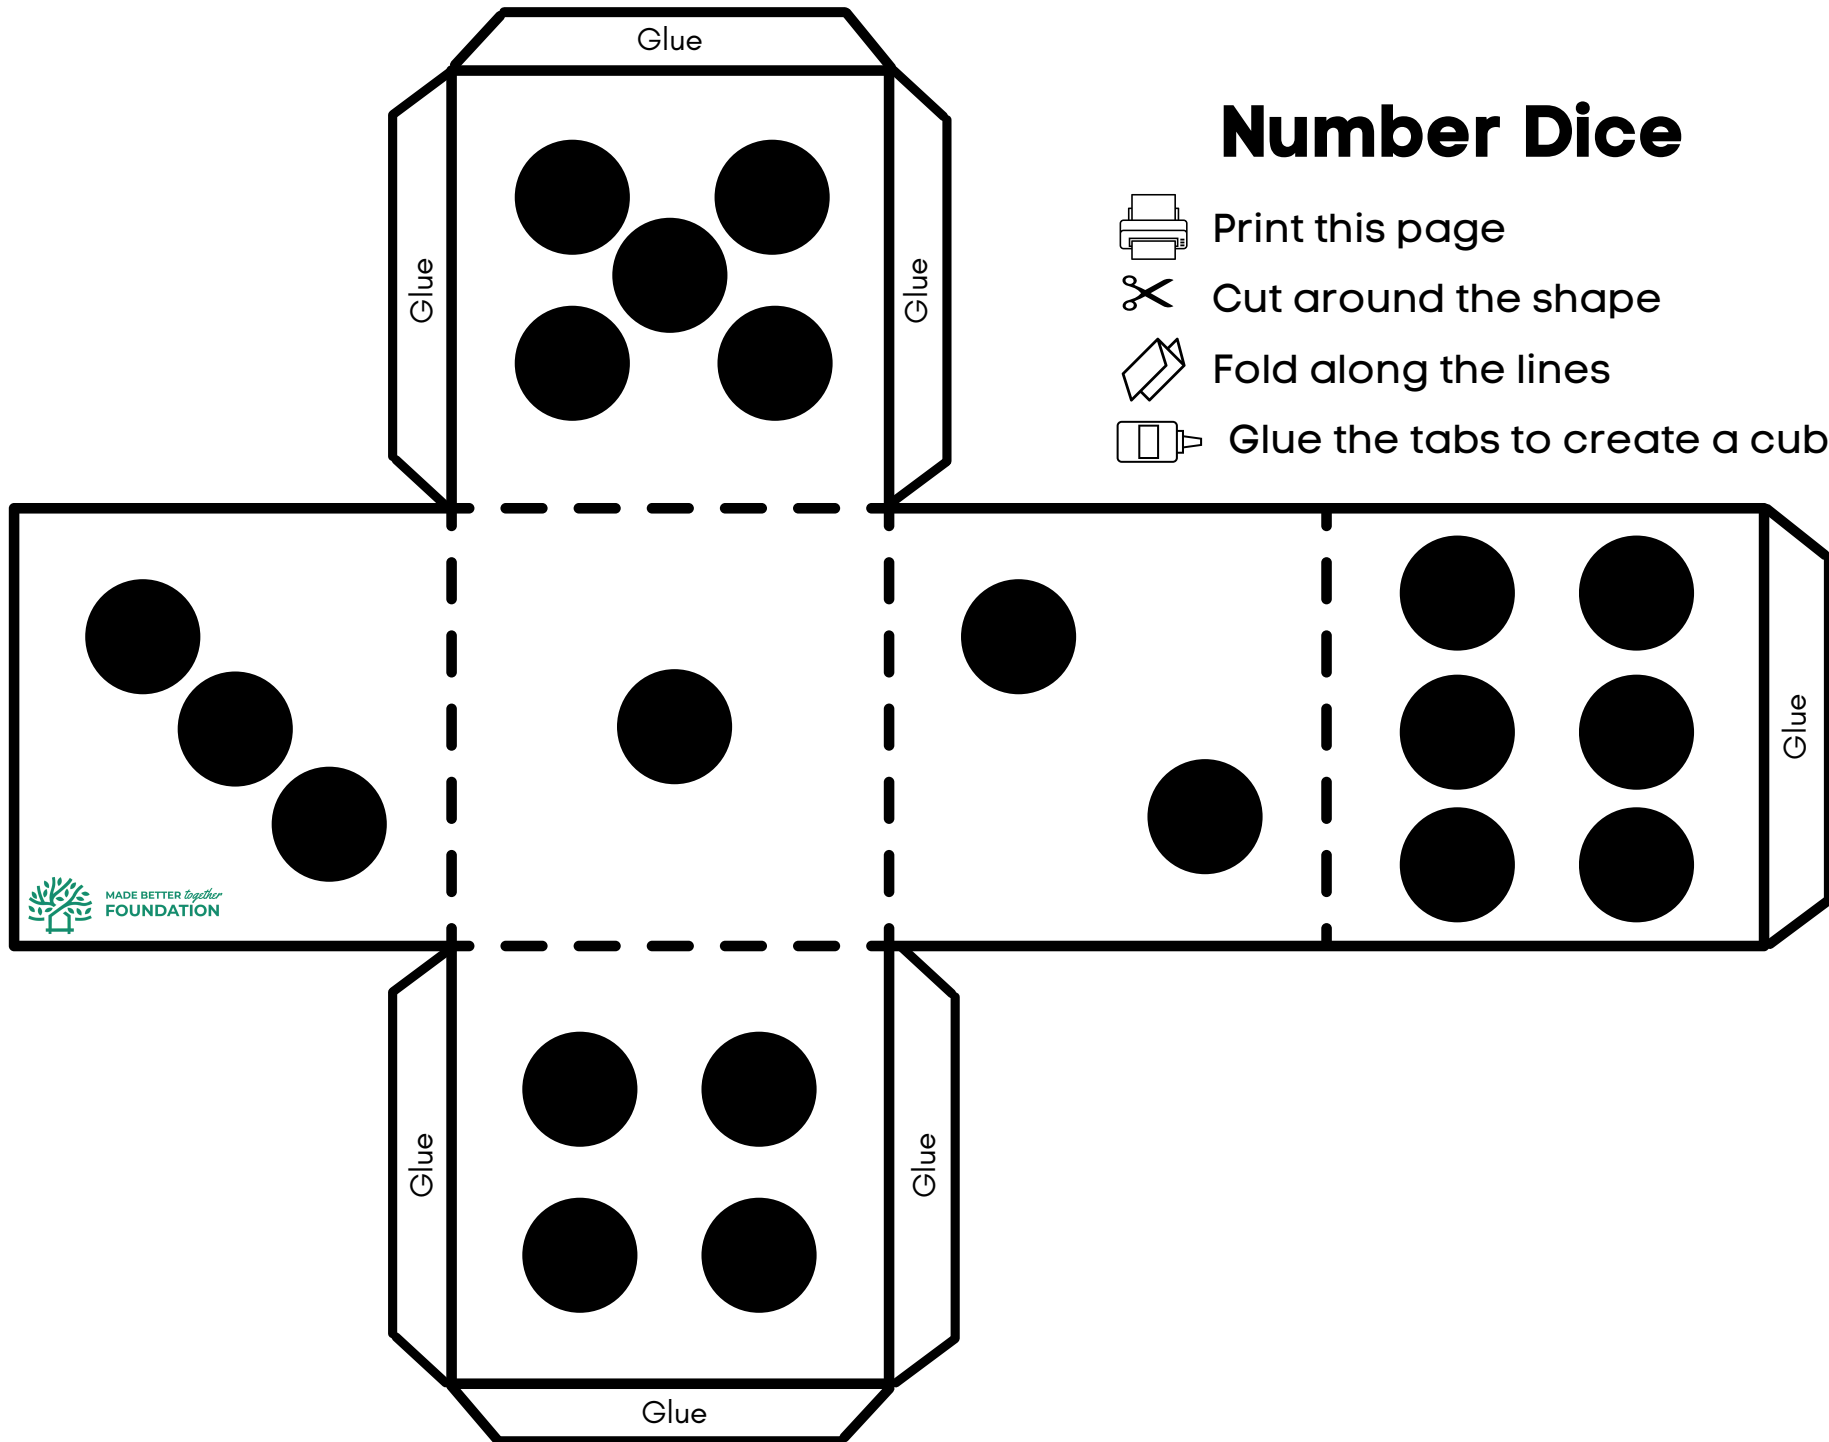 Glue
Number Dice
Print this page
Glue
Glue
Cut around the shape
Fold along the lines
Glue the tabs to create a cub
Glue
MADE BETTER together
FOUNDATION
Glue
Glue
Glue